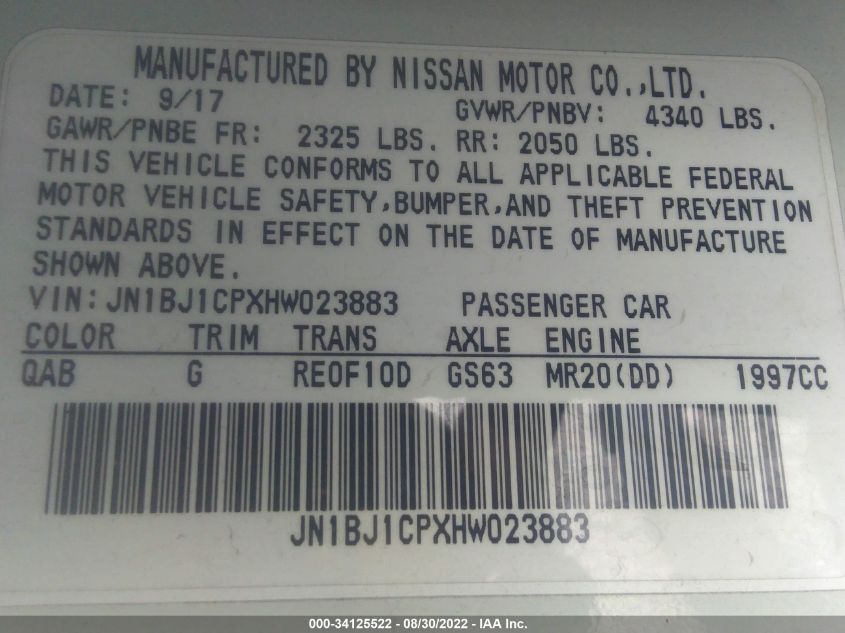 MANUFACTURED BY NISSAN MOTOR CO.,LTD.
DATE: 9/17 GVWR/PNBV: 4340 LBS.
GAWR/PNBE FR: 2325 LBS. RR: 2050 LBS.
THIS VEHICLE CONFORMS TO ALL APPLICABLE FEDERAL
MOTOR VEHICLE SAFETY,BUMPER,AND THEFT PREVENTION
STANDARDS IN EFFECT ON THE DATE OF MANUFACTURE
SHOWN ABOVE.
VIN:JN1BJ1CPXHW023883 PASSENGER CAR
COLOR TRIM TRANS AXLE ENGINE
QAB G RE0F10D GS63 MR20(DD) 1997CC
JN1BJ1CPXHW023883
000-34125522 - 08/30/2022 - IAA Inc.